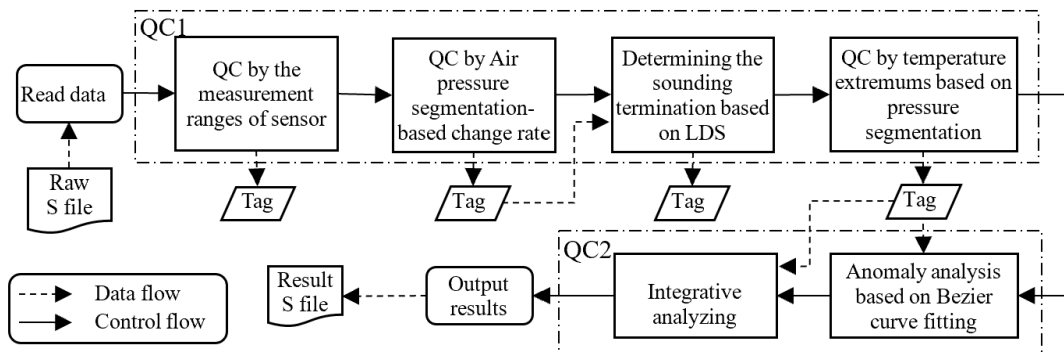 QC1
Read data
QC by the
measurement
ranges of sensor
QC by Air
pressure
segmentation-
based change rate
Determining the
sounding
termination based
on LDS
QC by temperature
extremums based on
pressure
segmentation
Raw
S file
Tag
Tag
Tag
Tag
QC2
Data flow
Control flow
Result
S file
Output
results
Integrative
analyzing
Anomaly analysis
based on Bezier
curve fitting